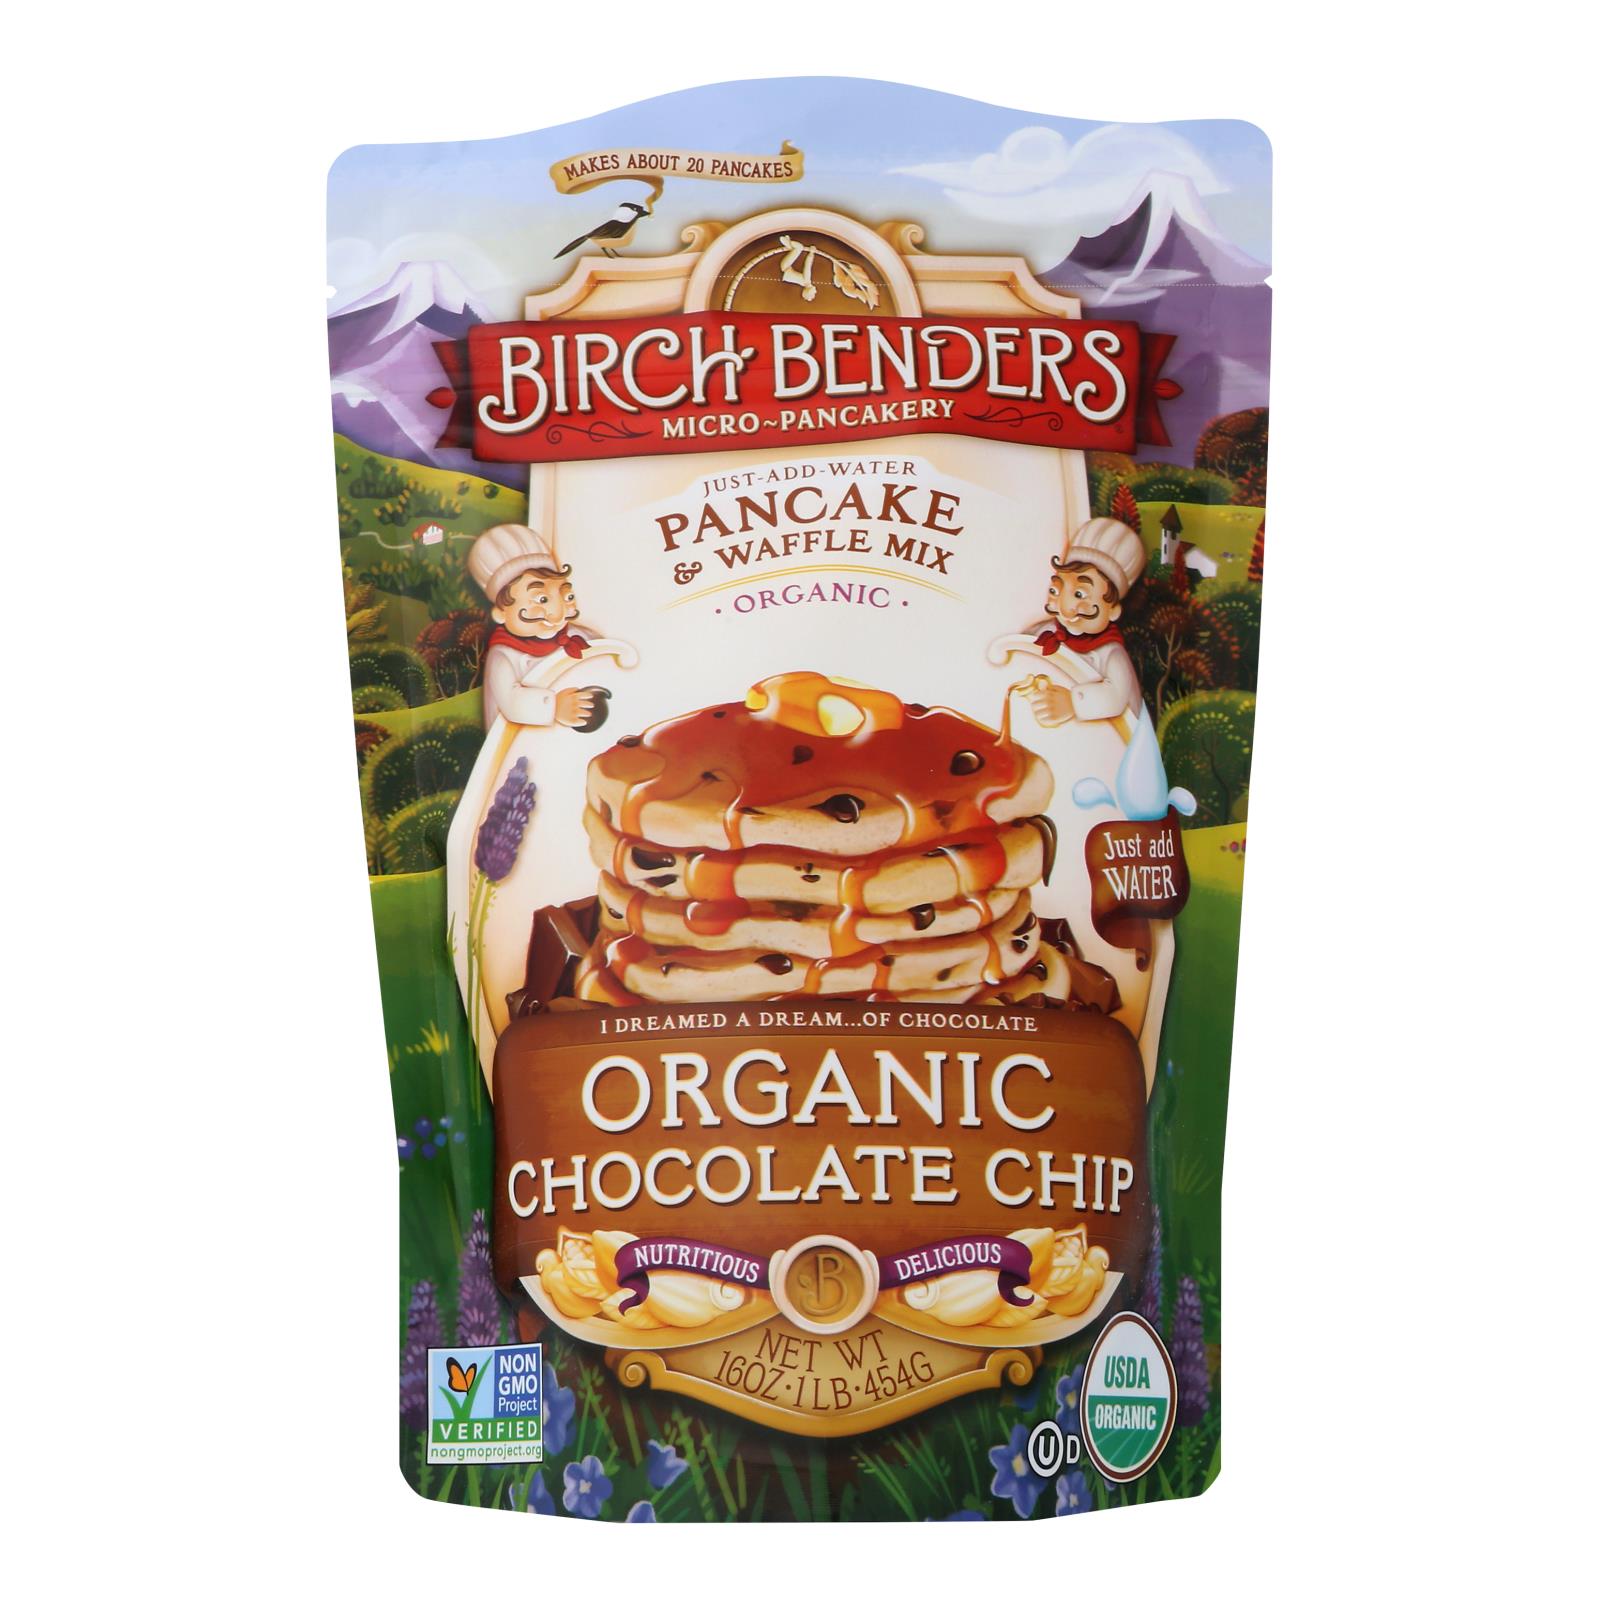 MAKES ABOUT 20 PANCAKES
BIRCH BENDERS
MICRO~PANCAKERY
JUST-ADD-WATER
PANCAKE
& WAFFLE MIX
· ORGANIC ·
Just add
WATER
I DREAMED A DREAM...OF CHOCOLATE
ORGANIC
CHOCOLATE CHIP
NUTRITIOUS B DELICIOUS
NET WT
16OZ·1 LB·454G
NON
GMO
Project
VERIFIED
nongmoproject.org
U D
USDA
ORGANIC